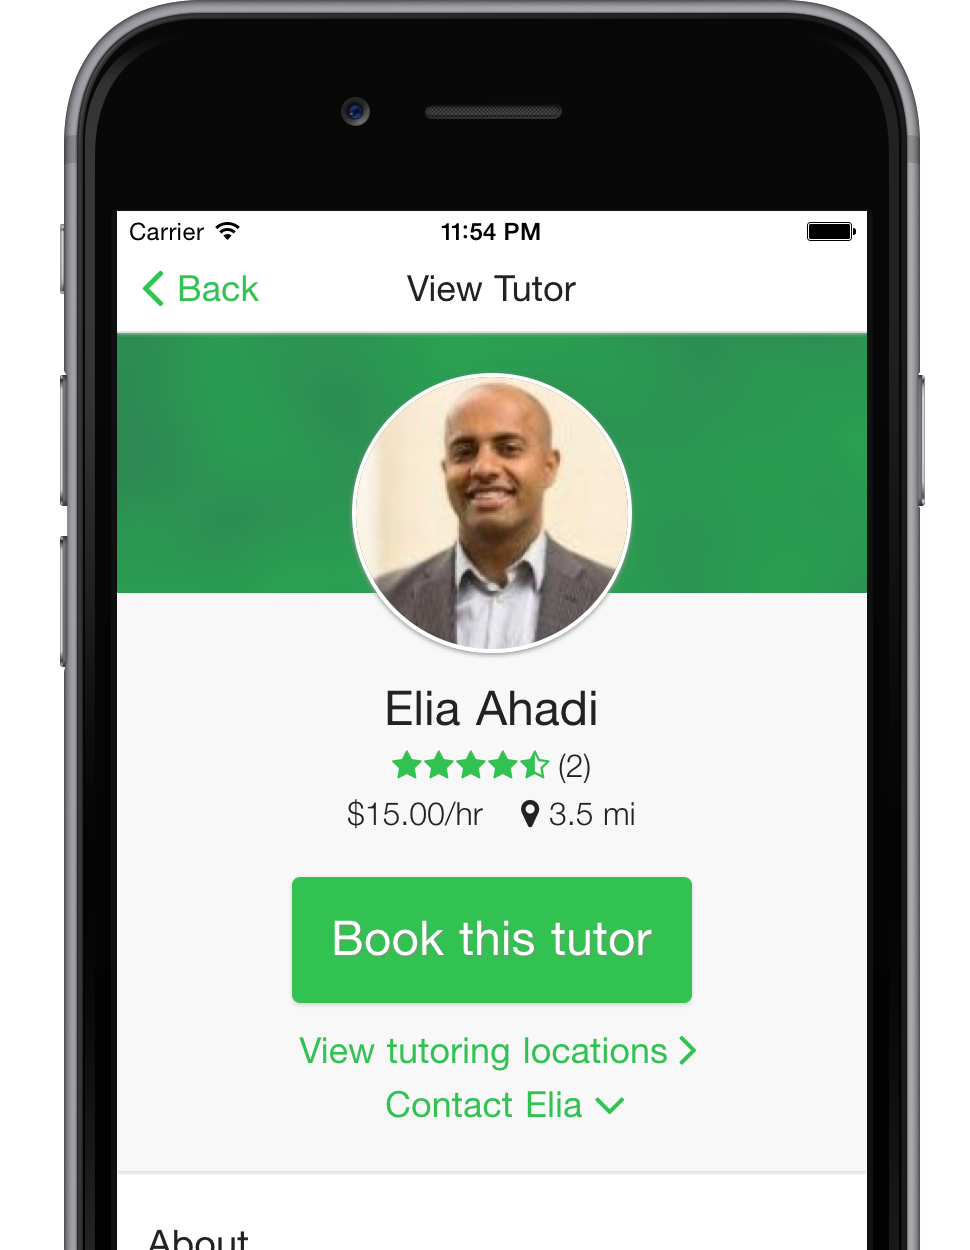 Carrier 11:54 PM
Back View Tutor
Elia Ahadi
(2)
$15.00/hr 3.5 mi
Book this tutor
View tutoring locations
Contact Elia
About